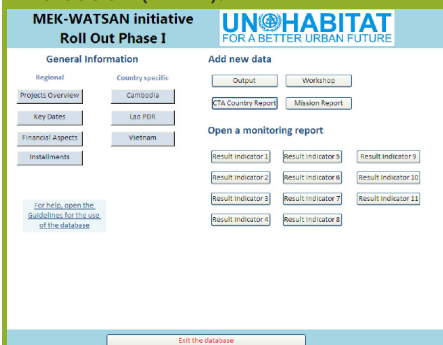 MEK-WATSAN initiative
Roll Out Phase I
UN HABITAT
FOR A BETTER URBAN FUTURE
General Information
Regional
Country specific
Projects Overview
Cambodia
Key Dates
Lao PDR
Financial Aspects
Vietnam
Installments
For help, open the
Guidelines for the use
of the database
Add new data
Output
Workshop
CTA Country Report
Mission Report
Open a monitoring report
Result Indicator 1
Result Indicator 5
Result Indicator 9
Result Indicator 2
Result Indicator 6
Result Indicator 10
Result Indicator 3
Result Indicator 7
Result Indicator 11
Result Indicator 4
Result Indicator 8
Exit the database